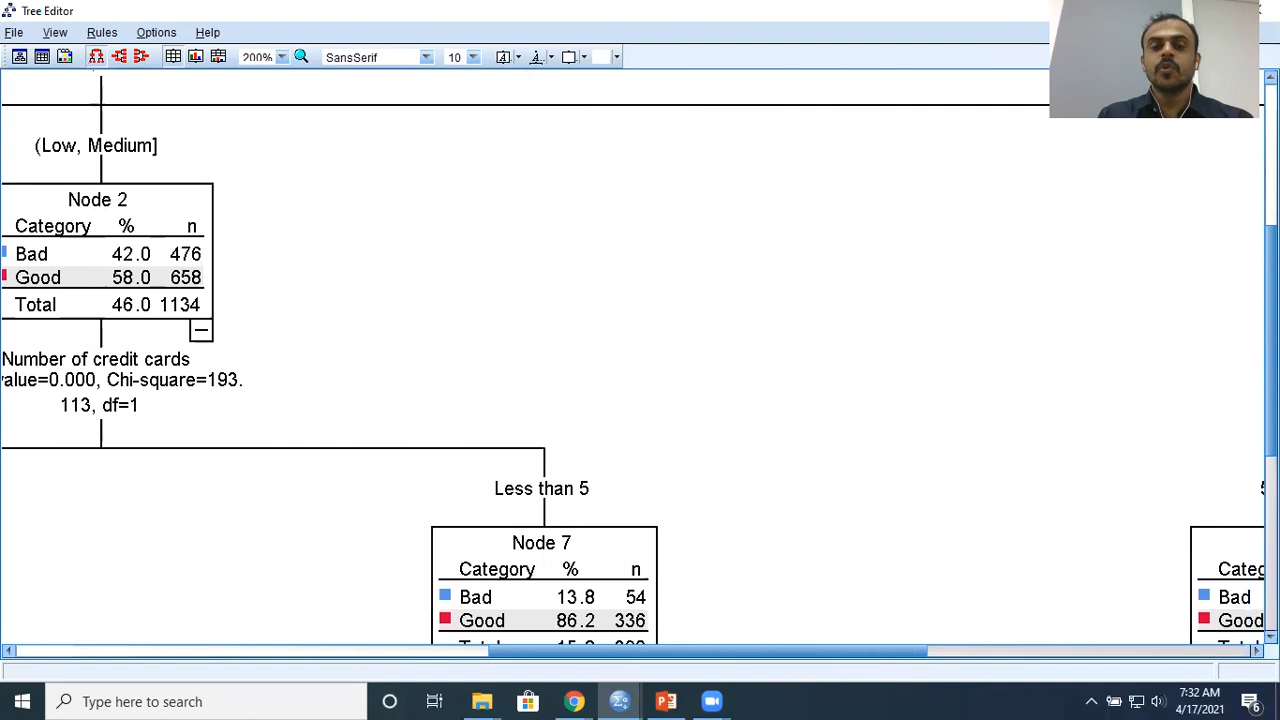 Tree Editor
File View Rules Options Help
200% SansSerif 10
(Low, Medium]
Node 2
Category % n
Bad 42.0 476
Good 58.0 658
Total 46.0 1134
Number of credit cards
value=0.000, Chi-square=193.
113, df=1
Less than 5
Node 7
Category % n
Bad 13.8 54
Good 86.2 336
Bad
Good
Type here to search
7:32 AM
4/17/2021
6